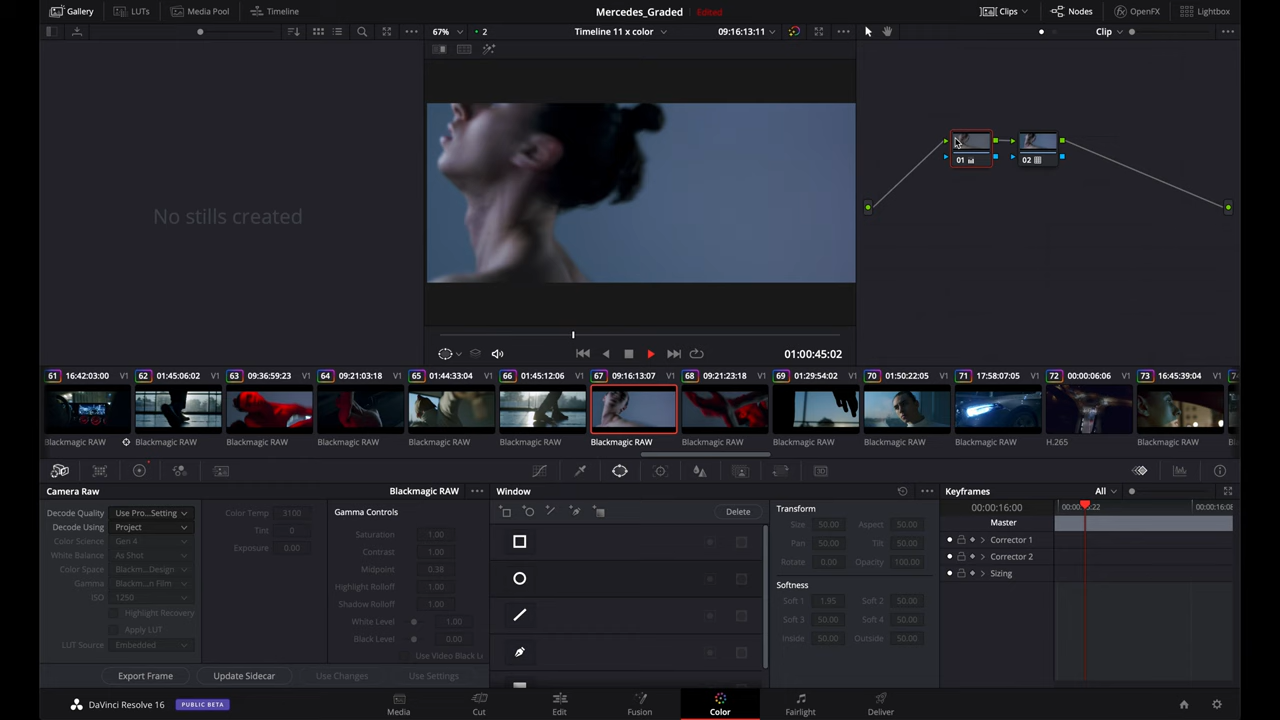 Gallery LUTs Media Pool Timeline Mercedes_Graded Edited Clips Nodes OpenFX Lightbox
67% 2 Timeline 11 x color 09:16:13:11 Clip
No stills created
01 02
01:00:45:02
61 16:42:03:00 V1 62 01:45:06:02 V1 63 09:36:59:23 V1 64 09:21:03:18 V1 65 01:44:33:04 V1 66 01:45:12:06 V1 67 09:16:13:07 V1 68 09:21:23:18 V1 69 01:29:54:02 V1 70 01:50:22:05 V1 71 17:58:07:05 V1 72 00:00:06:06 V1 73 16:45:39:04 V1
Blackmagic RAW Blackmagic RAW Blackmagic RAW Blackmagic RAW Blackmagic RAW Blackmagic RAW Blackmagic RAW Blackmagic RAW Blackmagic RAW Blackmagic RAW Blackmagic RAW H.265 Blackmagic RAW
Camera Raw Blackmagic RAW Window Keyframes All
Decode Quality Use Pro...Setting
Decode Using Project
Color Science Gen 4
White Balance As Shot
Color Space Blackm...Design
Gamma Blackm...n Film
ISO 1250
Highlight Recovery
Apply LUT
LUT Source Embedded
Color Temp 3100
Tint 0
Exposure 0.00
Gamma Controls
Saturation 1.00
Contrast 1.00
Midpoint 0.38
Highlight Rolloff 1.00
Shadow Rolloff 1.00
White Level 1.00
Black Level 0.00
Use Video Black L
Export Frame Update Sidecar Use Changes Use Settings
Delete
Transform
Size 50.00 Aspect 50.00
Pan 50.00 Tilt 50.00
Rotate 0.00 Opacity 100.00
Softness
Soft 1 1.95 Soft 2 50.00
Soft 3 50.00 Soft 4 50.00
Inside 50.00 Outside 50.00
00:00:16:00
Master
Corrector 1
Corrector 2
Sizing
00:00:16:08
DaVinci Resolve 16 PUBLIC BETA Media Cut Edit Fusion Color Fairlight Deliver